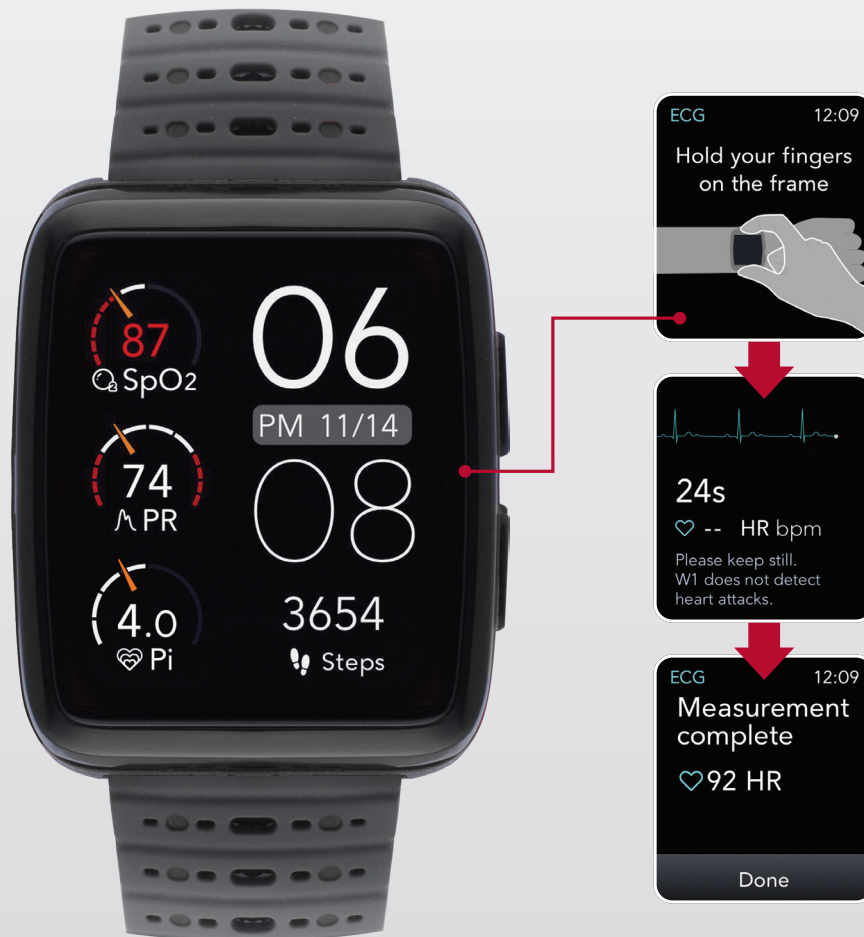 87
O2 SpO2
74
PR
4.0
Pi
06
PM 11/14
08
3654
Steps
ECG 12:09
Hold your fingers
on the frame
24s
-- HR bpm
Please keep still.
W1 does not detect
heart attacks.
ECG 12:09
Measurement
complete
92 HR
Done